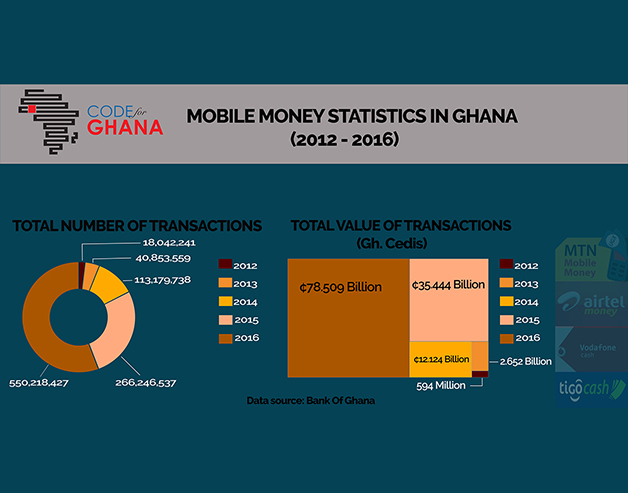 CODE for
GHANA
MOBILE MONEY STATISTICS IN GHANA
(2012 - 2016)
TOTAL NUMBER OF TRANSACTIONS
18,042,241
40,853,559
113,179,738
550,218,427
266,246,537
2012
2013
2014
2015
2016
TOTAL VALUE OF TRANSACTIONS
(Gh. Cedis)
¢78.509 Billion
¢35.444 Billion
¢12.124 Billion
2.652 Billion
594 Million
2012
2013
2014
2015
2016
MTN
Mobile
Money
airtel
money
Vodafone
cash
tigo cash
Data source: Bank Of Ghana